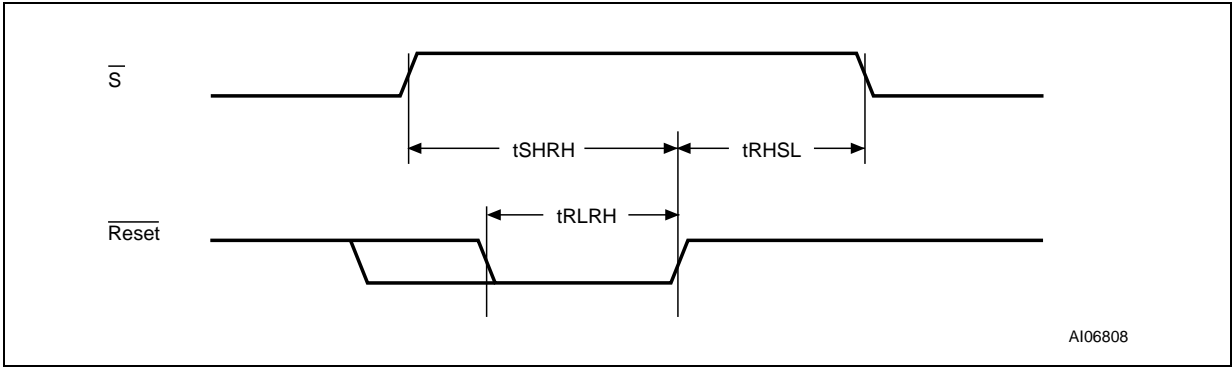 S
tSHRH
tRHSL
tRLRH
Reset
AI06808